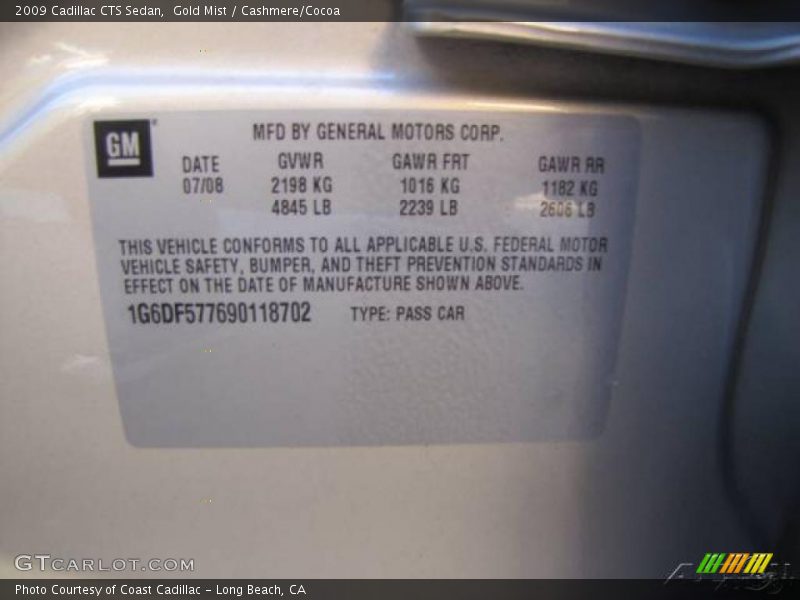 2009 Cadillac CTS Sedan,  Gold Mist / Cashmere/Cocoa
GM
MFD BY GENERAL MOTORS CORP.
DATE GVWR GAWR FRT GAWR RR
07/08 2198 KG 1016 KG 1182 KG
4845 LB 2239 LB 2606 LB
THIS VEHICLE CONFORMS TO ALL APPLICABLE U.S. FEDERAL MOTOR
VEHICLE SAFETY, BUMPER, AND THEFT PREVENTION STANDARDS IN
EFFECT ON THE DATE OF MANUFACTURE SHOWN ABOVE.
1G6DF577690118702 TYPE: PASS CAR
GTCARLOT.COM
Photo Courtesy of Coast Cadillac - Long Beach, CA